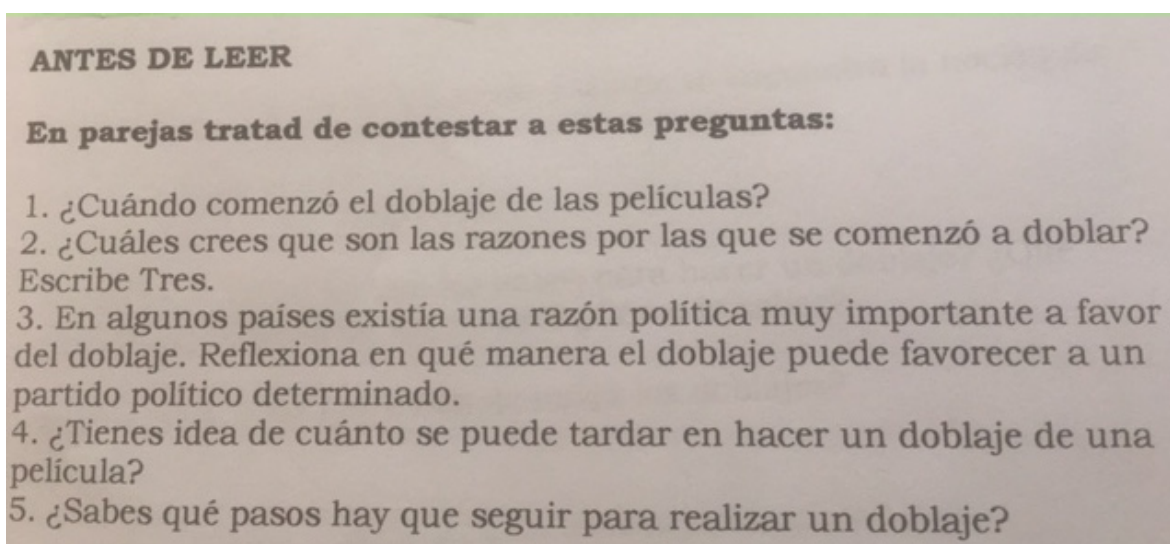 ANTES DE LEER
En parejas tratad de contestar a estas preguntas:
1. ¿Cuándo comenzó el doblaje de las películas?
2. ¿Cuáles crees que son las razones por las que se comenzó a doblar?
Escribe Tres.
3. En algunos países existía una razón política muy importante a favor
del doblaje. Reflexiona en qué manera el doblaje puede favorecer a un
partido político determinado.
4. ¿Tienes idea de cuánto se puede tardar en hacer un doblaje de una
película?
5. ¿Sabes qué pasos hay que seguir para realizar un doblaje?